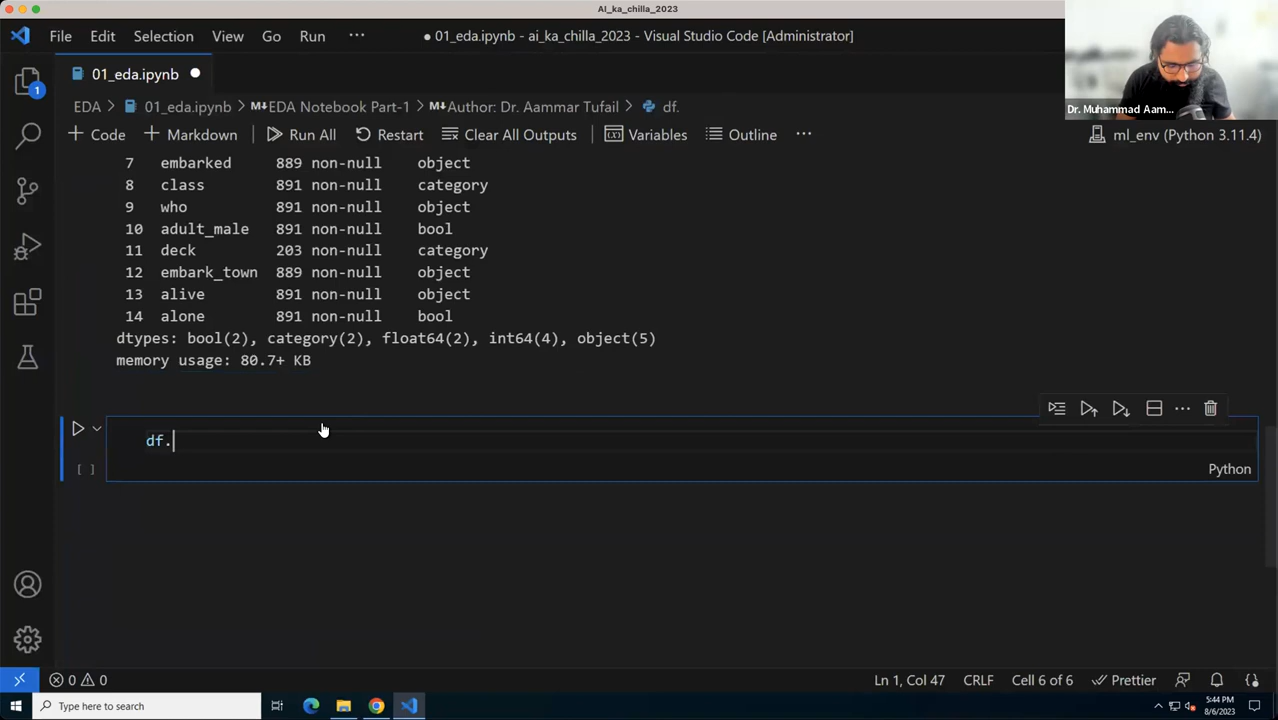 AI_ka_chilla_2023
File Edit Selection View Go Run ···
● 01_eda.ipynb - ai_ka_chilla_2023 - Visual Studio Code [Administrator]
01_eda.ipynb
EDA > 01_eda.ipynb > M↓EDA Notebook Part-1 > M↓Author: Dr. Aammar Tufail > df.
+ Code + Markdown Run All Restart Clear All Outputs Variables Outline ··· ml_env (Python 3.11.4)
7 embarked 889 non-null object
8 class 891 non-null category
9 who 891 non-null object
10 adult_male 891 non-null bool
11 deck 203 non-null category
12 embark_town 889 non-null object
13 alive 891 non-null object
14 alone 891 non-null bool
dtypes: bool(2), category(2), float64(2), int64(4), object(5)
memory usage: 80.7+ KB
df.
[ ]
Python
1
Dr. Muhammad Aam...
0 0 Ln 1, Col 47 CRLF Cell 6 of 6 Prettier
Type here to search
5:44 PM
8/6/2023